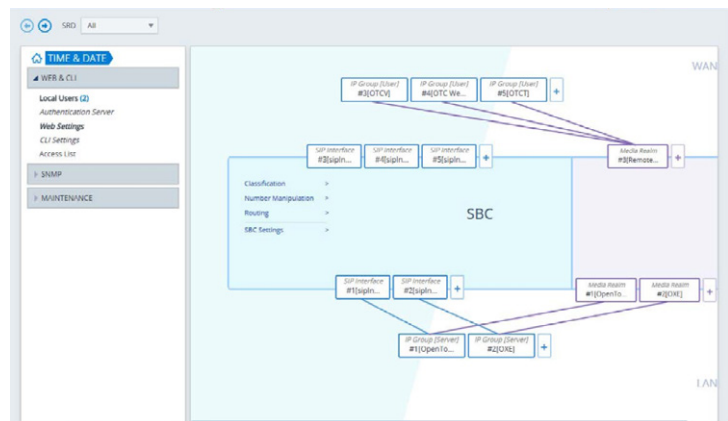 SRD All
TIME & DATE
WEB & CLI
Local Users (2)
Authentication Server
Web Settings
CLI Settings
Access List
SNMP
MAINTENANCE
WAN
IP Group [User]
#3[OTCV]
IP Group [User]
#4[OTC We...
IP Group [User]
#5[OTCT]
+
SIP Interface
#3[sipIn...
SIP Interface
#4[sipIn...
SIP Interface
#5[sipIn...
+
Media Realm
#3[Remote...
+
Classification >
Number Manipulation >
Routing >
SBC Settings >
SBC
SIP Interface
#1[sipIn...
SIP Interface
#2[sipIn...
+
Media Realm
#1[OpenTo...
Media Realm
#2[OXE]
+
IP Group [Server]
#1[OpenTo...
IP Group [Server]
#2[OXE]
+
LAN